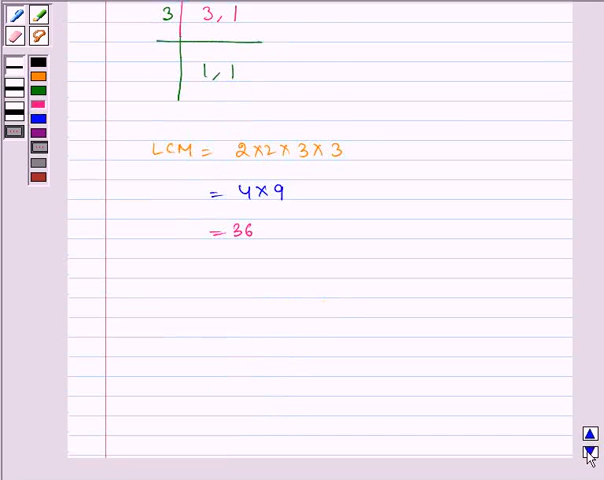 3 3, 1
1, 1
LCM = 2 × 2 × 3 × 3
= 4 × 9
= 36